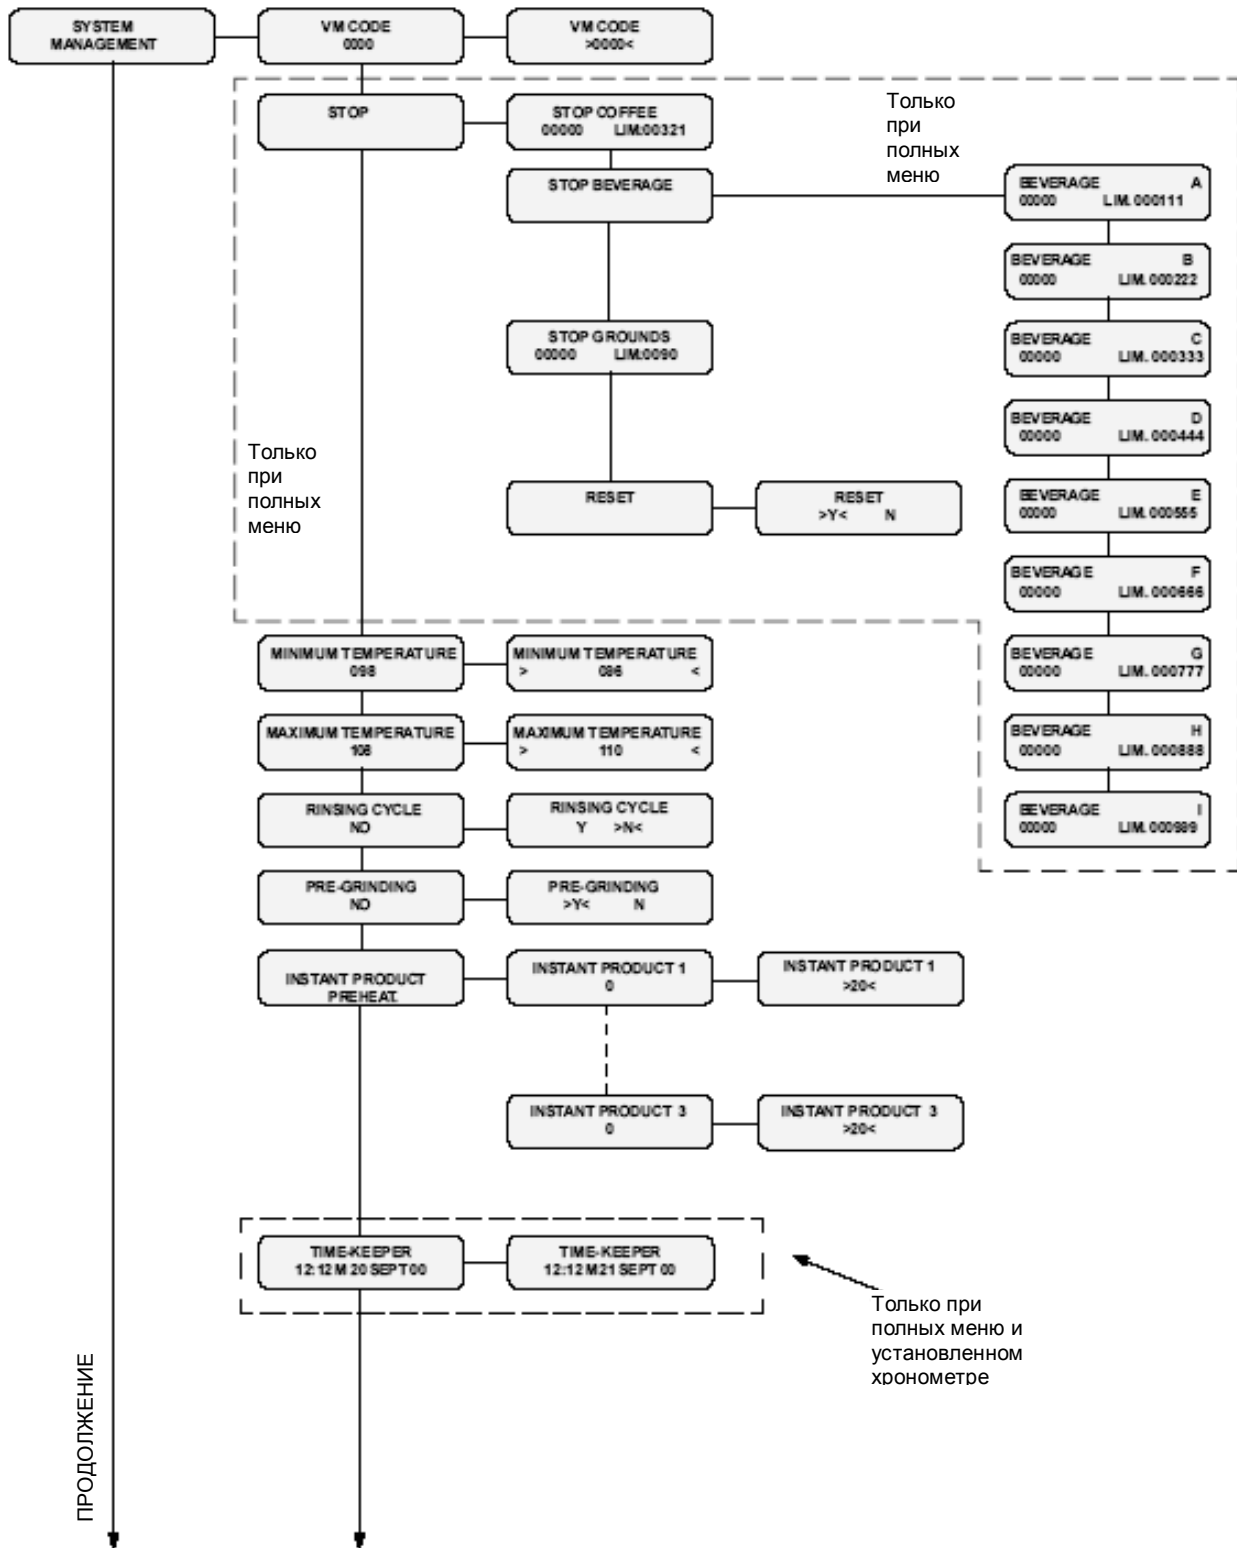 SYSTEM
MANAGEMENT
VM CODE
0000
VM CODE
>0000<
STOP
STOP COFFEE
00000 LIM:00321
Только
при
полных
меню
STOP BEVERAGE
BEVERAGE A
00000 LIM.000111
BEVERAGE B
00000 LIM.000222
STOP GROUNDS
00000 LIM:0090
BEVERAGE C
00000 LIM.000333
BEVERAGE D
00000 LIM.000444
Только
при
полных
меню
RESET
RESET
>Y< N
BEVERAGE E
00000 LIM.000555
BEVERAGE F
00000 LIM.000666
MINIMUM TEMPERATURE
098
MINIMUM TEMPERATURE
> 086 <
BEVERAGE G
00000 LIM.000777
MAXIMUM TEMPERATURE
108
MAXIMUM TEMPERATURE
> 110 <
BEVERAGE H
00000 LIM.000888
RINSING CYCLE
NO
RINSING CYCLE
Y >N<
BEVERAGE I
00000 LIM.000989
PRE-GRINDING
NO
PRE-GRINDING
>Y< N
INSTANT PRODUCT
PREHEAT.
INSTANT PRODUCT 1
0
INSTANT PRODUCT 1
>20<
INSTANT PRODUCT 3
0
INSTANT PRODUCT 3
>20<
TIME-KEEPER
12:12 M 20 SEPT 00
TIME-KEEPER
12:12 M 21 SEPT 00
Только при
полных меню и
установленном
хронометре
ПРОДОЛЖЕНИЕ